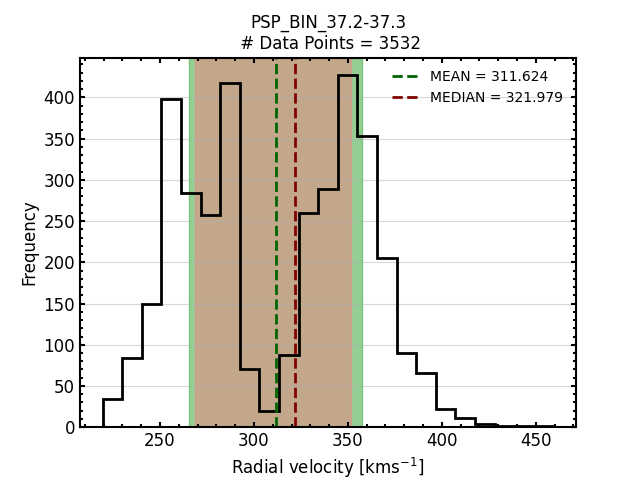 PSP_BIN_37.2-37.3
# Data Points = 3532
MEAN = 311.624
MEDIAN = 321.979
400
350
300
250
200
150
100
50
0
Frequency
250 300 350 400 450
Radial velocity [kms⁻¹]